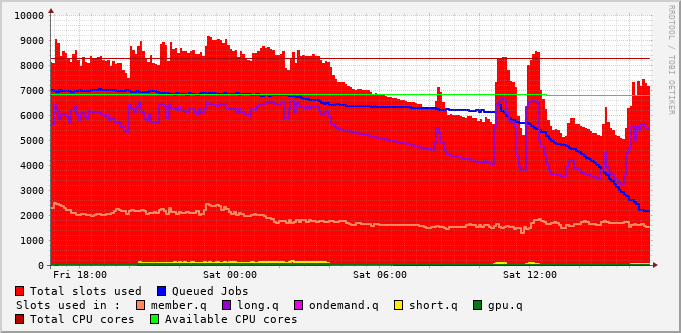 10000
9000
8000
7000
6000
5000
4000
3000
2000
1000
0
Fri 18:00 Sat 00:00 Sat 06:00 Sat 12:00
RRDTOOL / TOBI OETIKER
Total slots used Queued Jobs
Slots used in : member.q long.q ondemand.q short.q gpu.q
Total CPU cores Available CPU cores